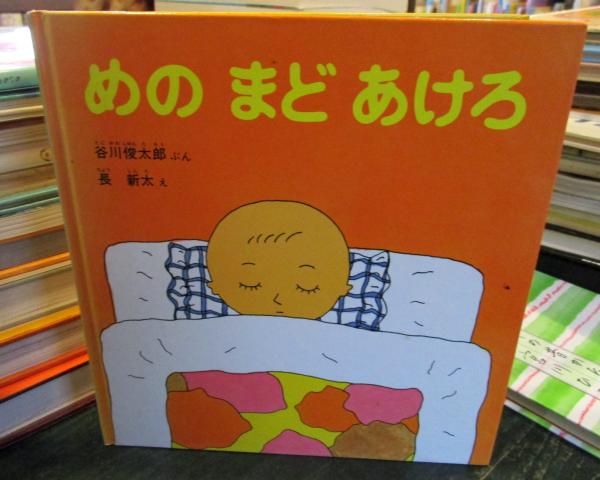 めの まど あけろ
谷川俊太郎 ぶん
長 新太 え